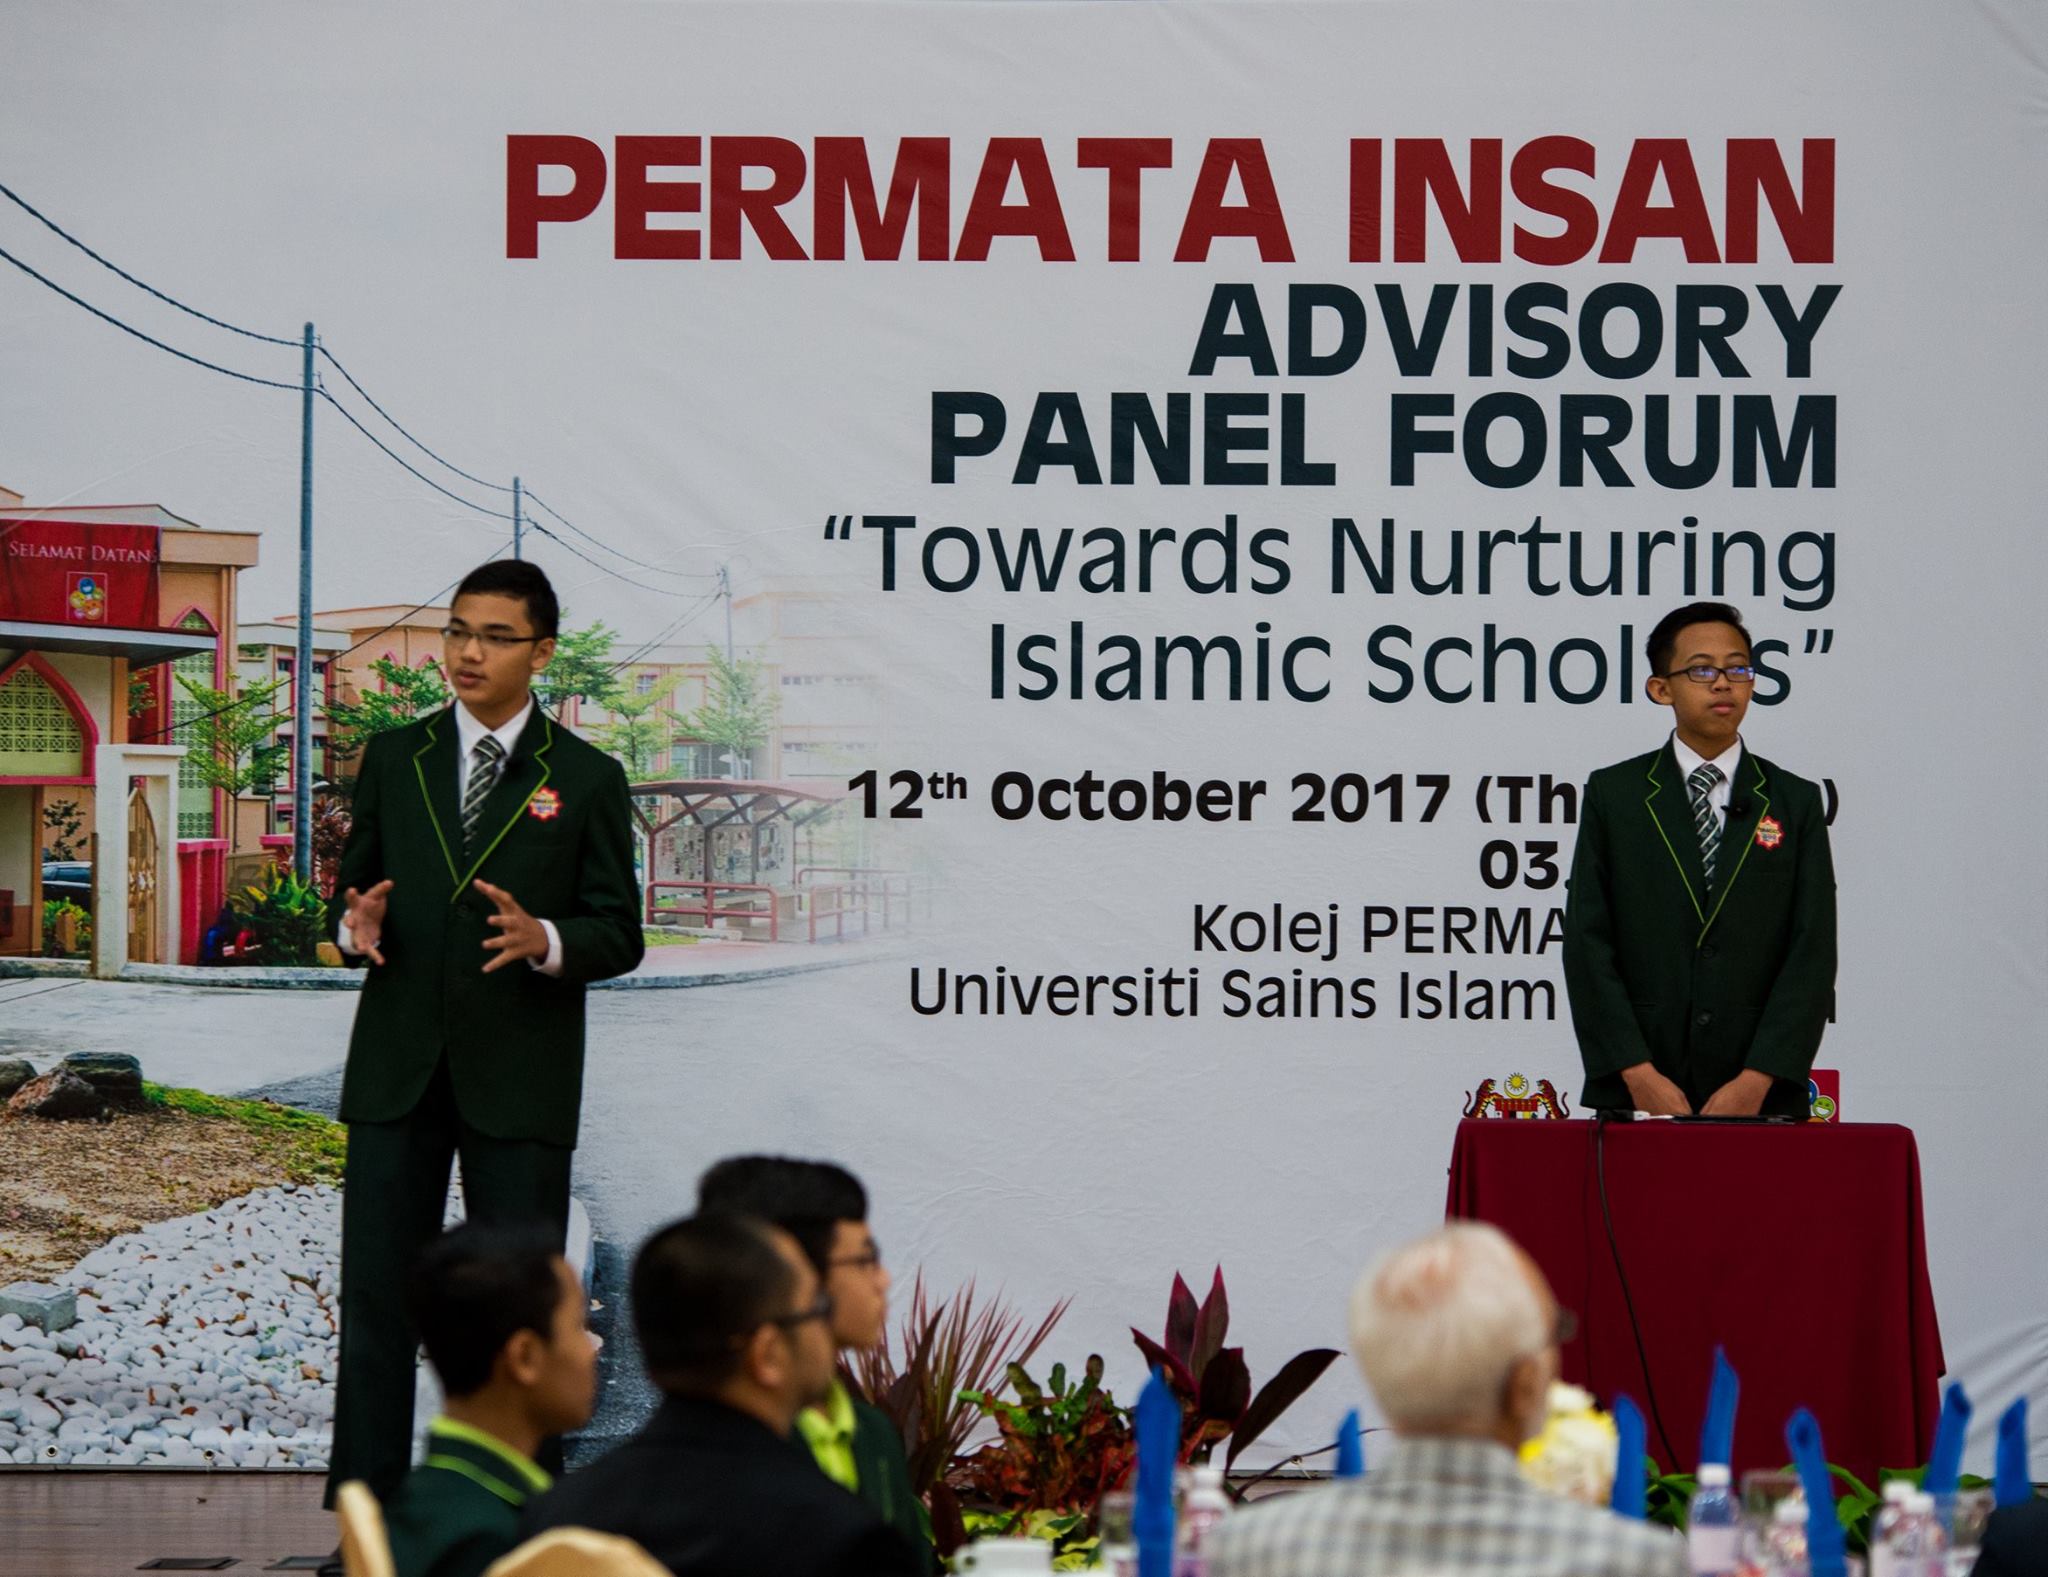 PERMATA INSAN
ADVISORY
PANEL FORUM
“Towards Nurturing
Islamic Scholars”
12th October 2017 (Th
03.
Kolej PERMA
Universiti Sains Islam
SELAMAT DATAN